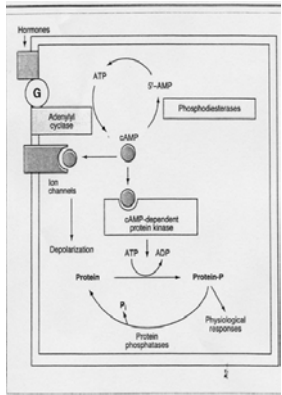 Hormones
G
ATP
5'–AMP
Phosphodiesterases
Adenylyl
cyclase
cAMP
Ion
channels
cAMP-dependent
protein kinase
Depolarization
ATP
ADP
Protein
Protein-P
Pi
Protein
phosphatases
Physiological
responses